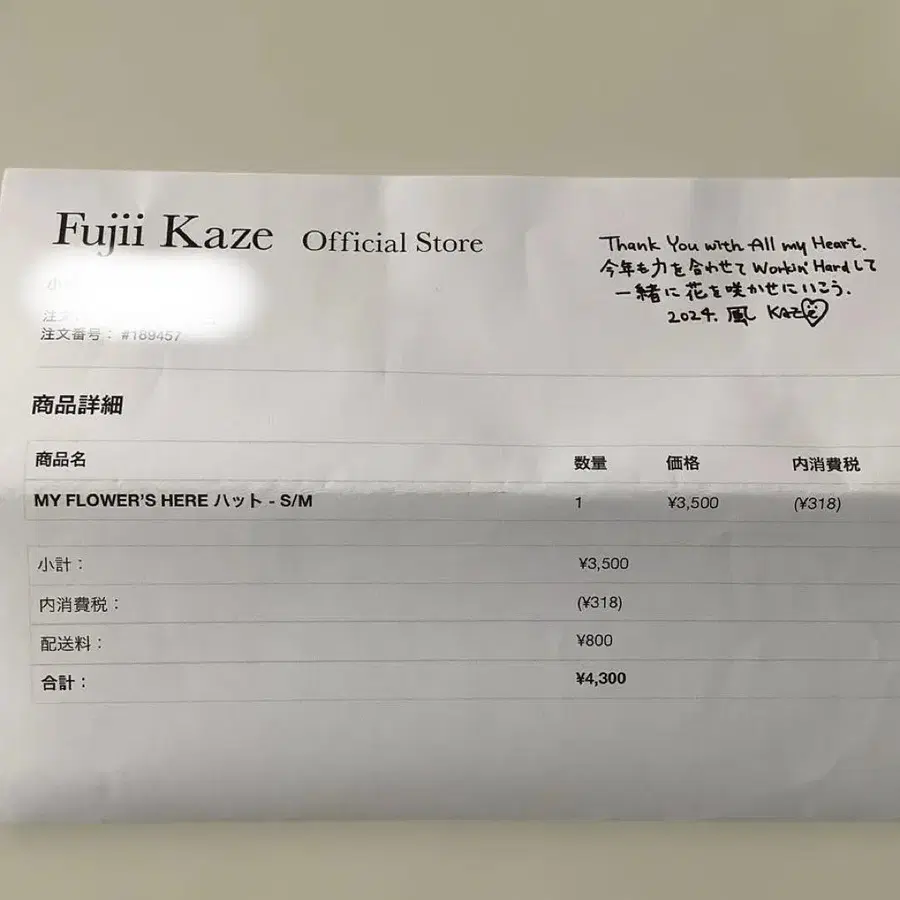 Fujii Kaze Official Store
Thank You with All my Heart.
今年も力を合わせて Workin' Hard して
一緒に花を咲かせにいこう.
2024. 風 KAZE
注文番号: #189457
商品詳細
商品名 数量 価格 内消費税
MY FLOWER'S HERE ハット - S/M 1 ¥3,500 (¥318)
小計: ¥3,500
内消費税: (¥318)
配送料: ¥800
合計: ¥4,300